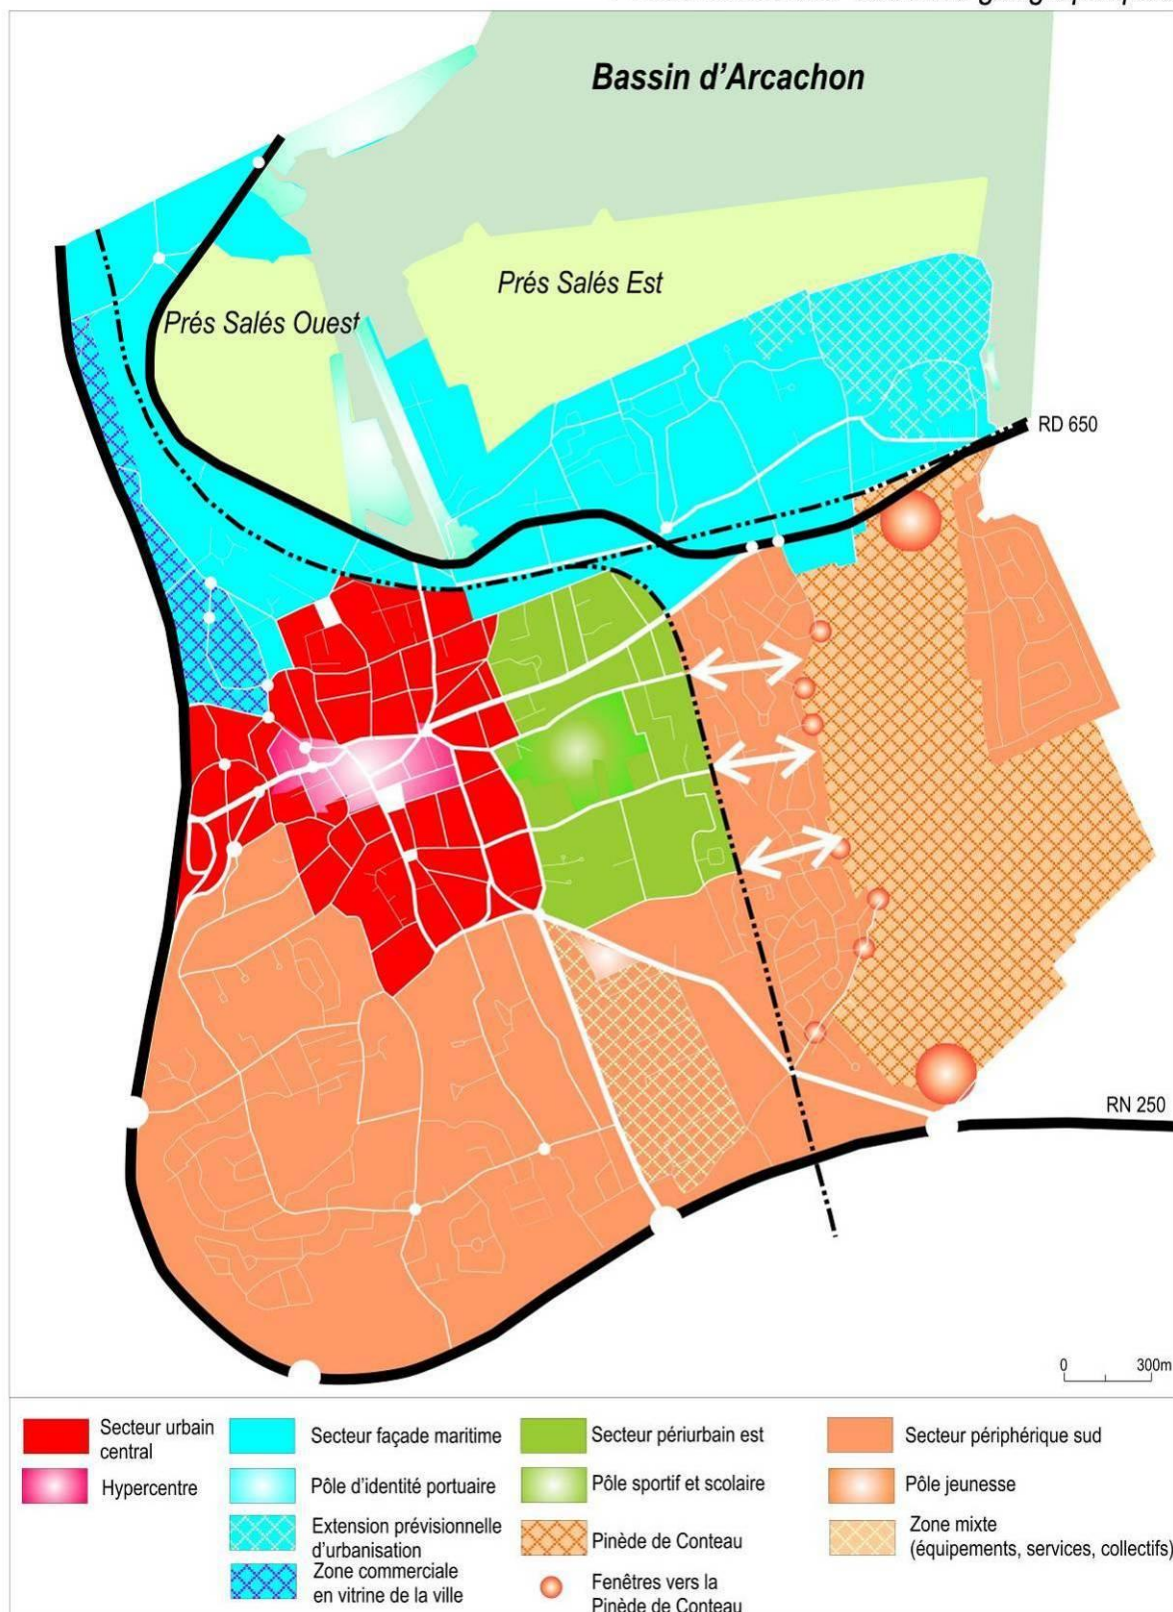 Bassin d'Arcachon
Prés Salés Est
Prés Salés Ouest
RD 650
RN 250
0 300m
Secteur urbain
central
Hypercentre
Secteur façade maritime
Pôle d'identité portuaire
Extension prévisionnelle
d'urbanisation
Zone commerciale
en vitrine de la ville
Secteur périurbain est
Pôle sportif et scolaire
Pinède de Conteau
Fenêtres vers la
Pinède de Conteau
Secteur périphérique sud
Pôle jeunesse
Zone mixte
(équipements, services, collectifs)